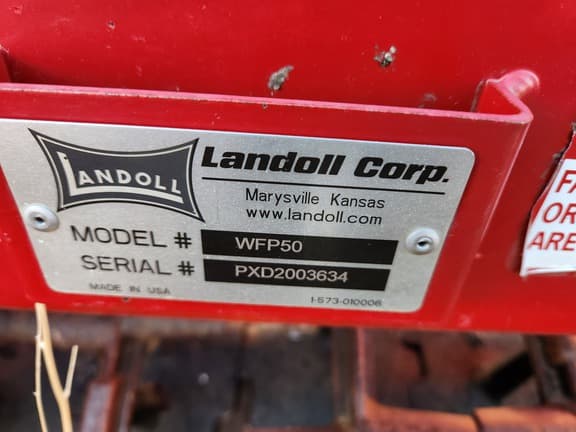 LANDOLL
Landoll Corp.
Marysville Kansas
www.landoll.com
MODEL # WFP50
SERIAL # PXD2003634
MADE IN USA
1-573-010006
OR
ARE